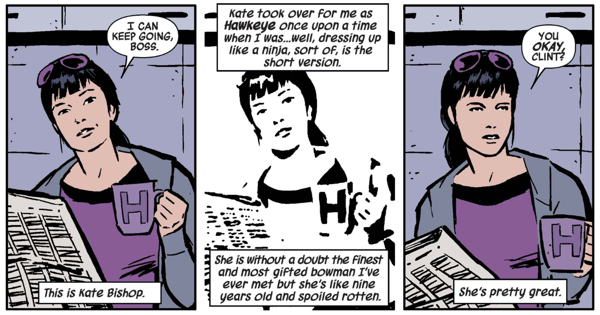 I CAN
KEEP GOING,
BOSS.
H
This is Kate Bishop.
Kate took over for me as
Hawkeye once upon a time
when I was...well, dressing up
like a ninja, sort of, is the
short version.
H
She is without a doubt the finest
and most gifted bowman I've
ever met but she's like nine
years old and spoiled rotten.
YOU
OKAY,
CLINT?
H
She's pretty great.